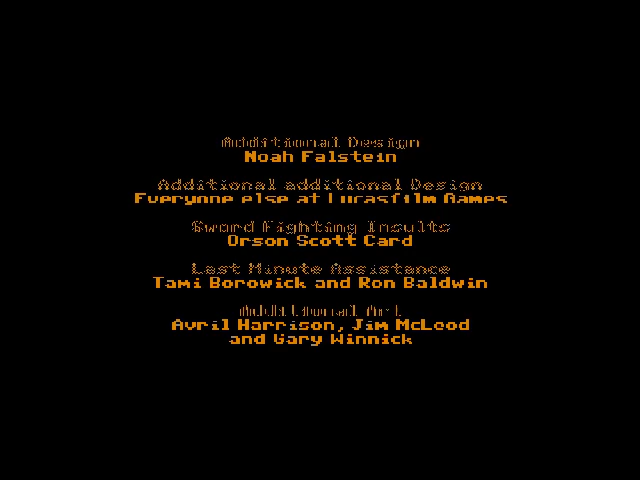 Additional Design
Noah Falstein
Additional additional Design
Everyone else at Lucasfilm Games
Sword Fighting Insults
Orson Scott Card
Last Minute Assistance
Tami Borowick and Ron Baldwin
Additional Art
Avril Harrison, Jim McLeod
and Gary Winnick